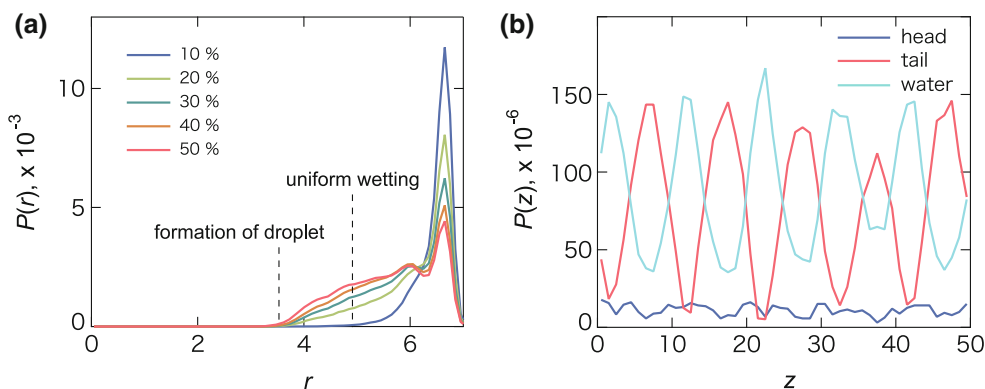 (a)
10 %
20 %
30 %
40 %
50 %
uniform wetting
formation of droplet
P(r), x 10⁻³
10
5
0
0
2
4
6
r
(b)
head
tail
water
P(z), x 10⁻⁶
150
100
50
0
0
10
20
30
40
50
z